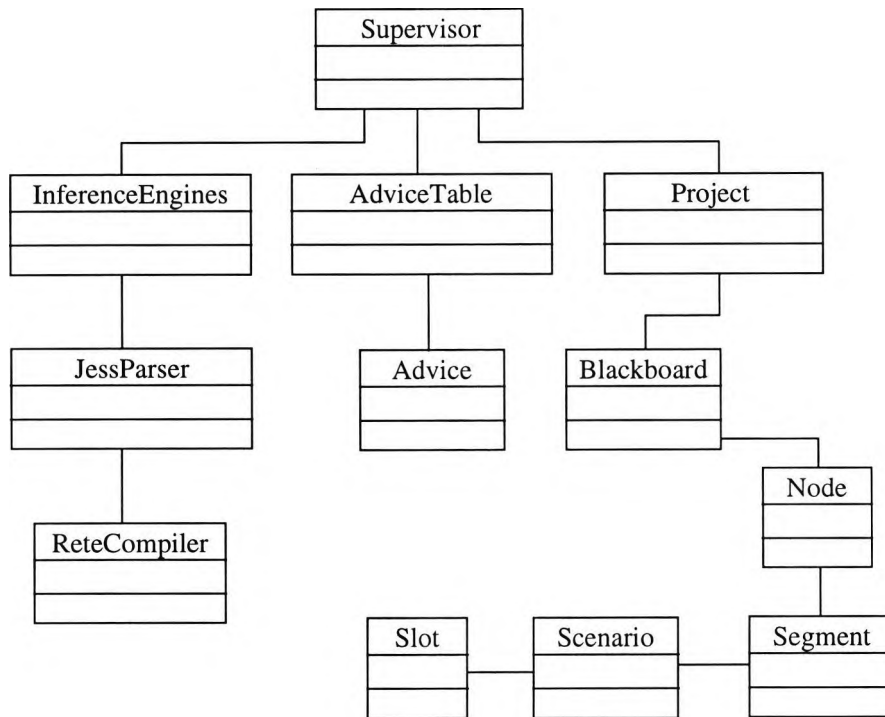 Supervisor
InferenceEngines
AdviceTable
Project
JessParser
Advice
Blackboard
Node
ReteCompiler
Slot
Scenario
Segment